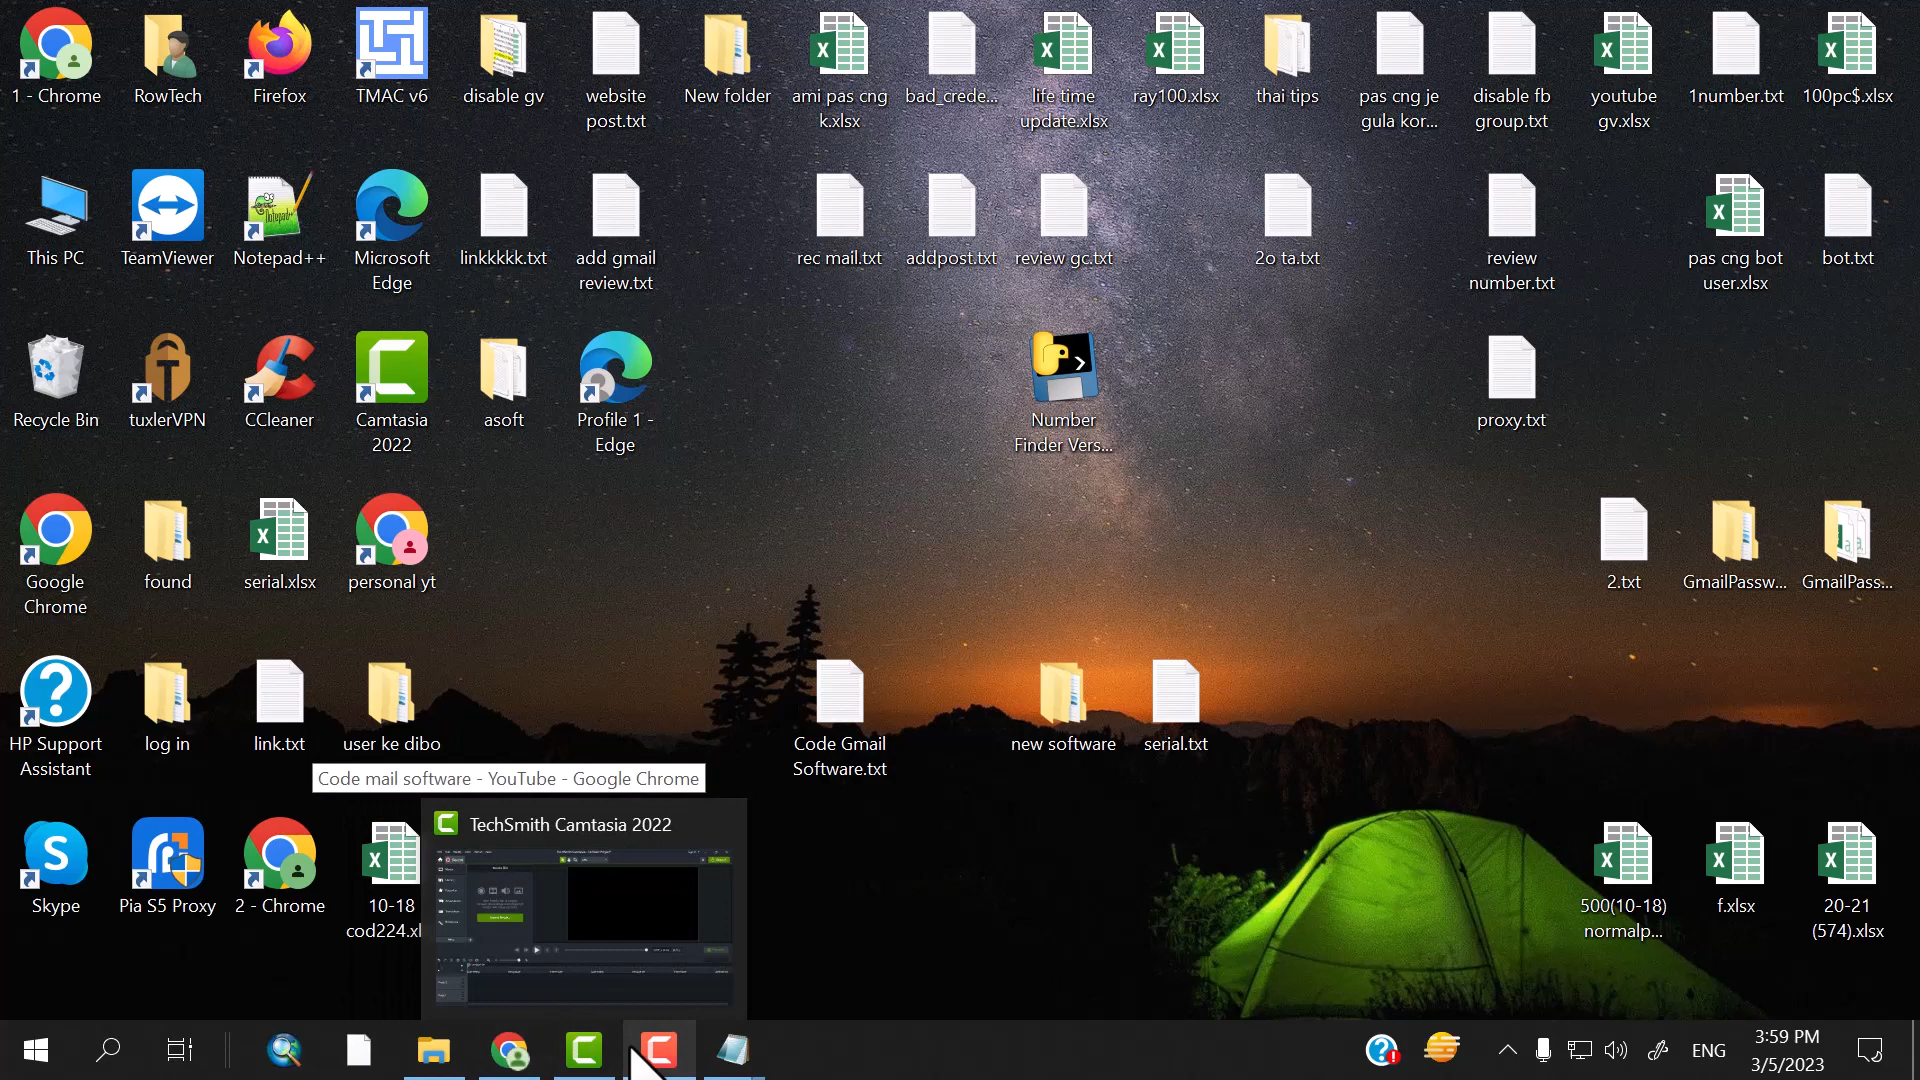 1 - Chrome
RowTech
Firefox
TMAC v6
disable gv
website
post.txt
New folder
ami pas cng
k.xlsx
bad_crede...
life time
update.xlsx
ray100.xlsx
thai tips
pas cng je
gula kor...
disable fb
group.txt
youtube
gv.xlsx
1number.txt
100pc$.xlsx
This PC
TeamViewer
Notepad++
Microsoft
Edge
linkkkkk.txt
add gmail
review.txt
rec mail.txt
addpost.txt
review gc.txt
2o ta.txt
review
number.txt
pas cng bot
user.xlsx
bot.txt
Recycle Bin
tuxlerVPN
CCleaner
Camtasia
2022
asoft
Profile 1 -
Edge
Number
Finder Vers...
proxy.txt
Google
Chrome
found
serial.xlsx
personal yt
2.txt
GmailPassw...
GmailPass...
HP Support
Assistant
log in
link.txt
user ke dibo
Code Gmail
Software.txt
new software
serial.txt
Code mail software - YouTube - Google Chrome
TechSmith Camtasia 2022
Skype
Pia S5 Proxy
2 - Chrome
10-18
cod224.xl
500(10-18)
normalp...
f.xlsx
20-21
(574).xlsx
ENG
3:59 PM
3/5/2023